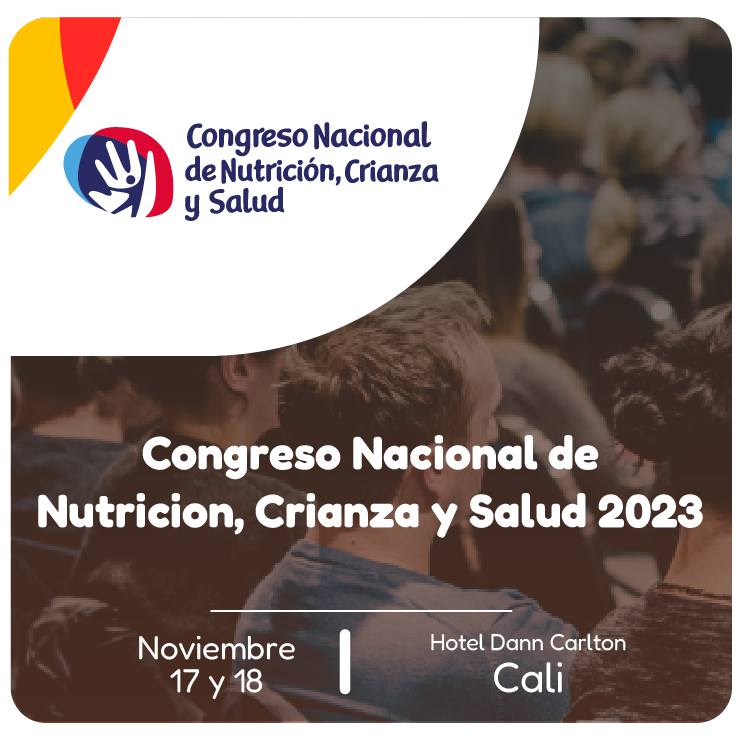 Congreso Nacional
de Nutrición, Crianza
y Salud
Congreso Nacional de
Nutricion, Crianza y Salud 2023
Noviembre
17 y 18
Hotel Dann Carlton
Cali